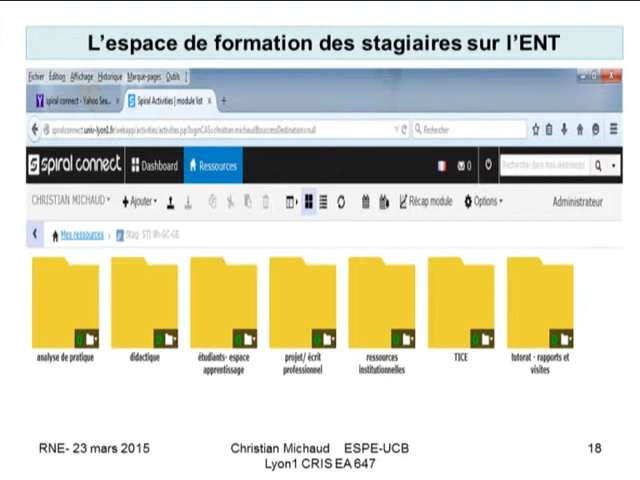 L'espace de formation des stagiaires sur l'ENT
Fichier Édition Affichage Historique Marque-pages Outils ?
spiral connect - Yahoo Sea... × Spiral Activities | module list × +
Rechercher
spiral connect Dashboard Ressources 0 Rechercher dans mes ressources
CHRISTIAN MICHAUD Ajouter Récap module Options Administrateur
Mes ressources
analyse de pratique
didactique
étudiants- espace
apprentissage
projet/ écrit
professionnel
ressources
institutionnelles
TICE
tutorat - rapports et
visites
RNE- 23 mars 2015
Christian Michaud ESPE-UCB
Lyon1 CRIS EA 647
18